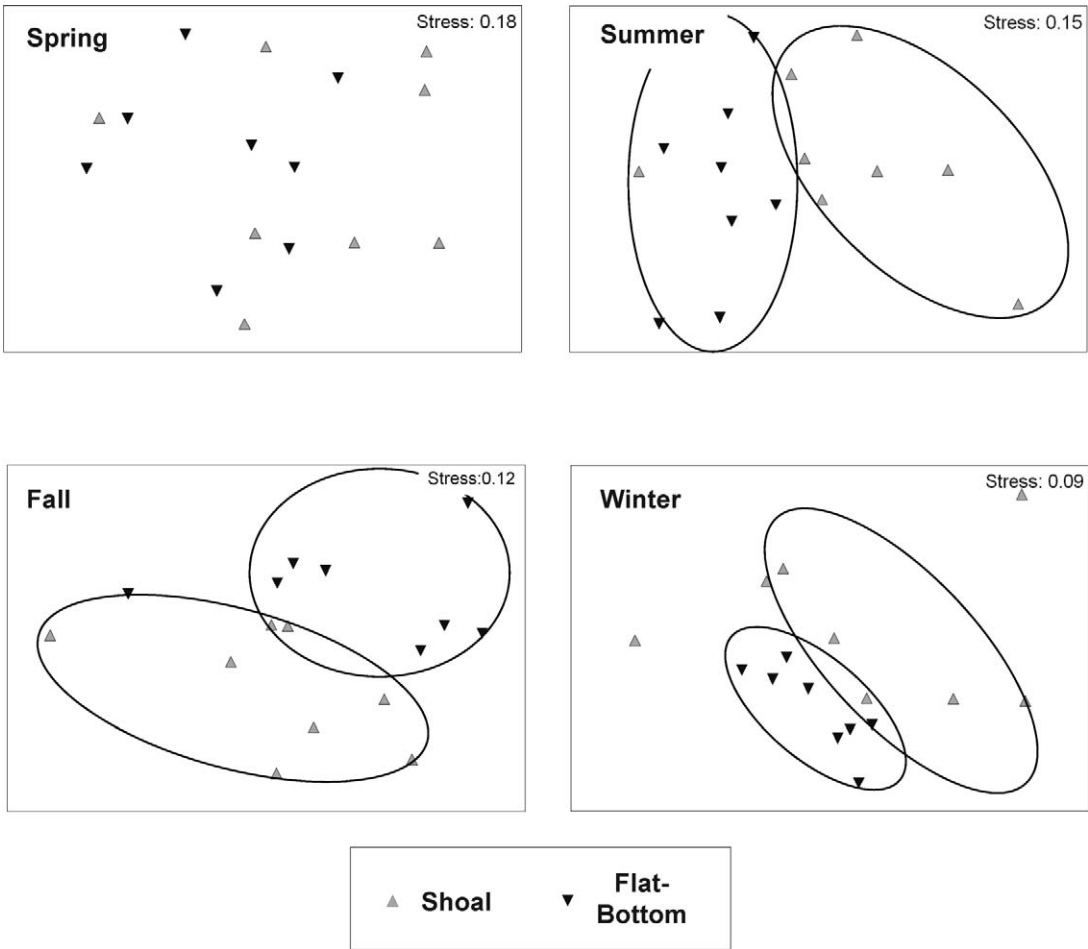 Spring
Stress: 0.18
Summer
Stress: 0.15
Fall
Stress:0.12
Winter
Stress: 0.09
Shoal
Flat-
Bottom